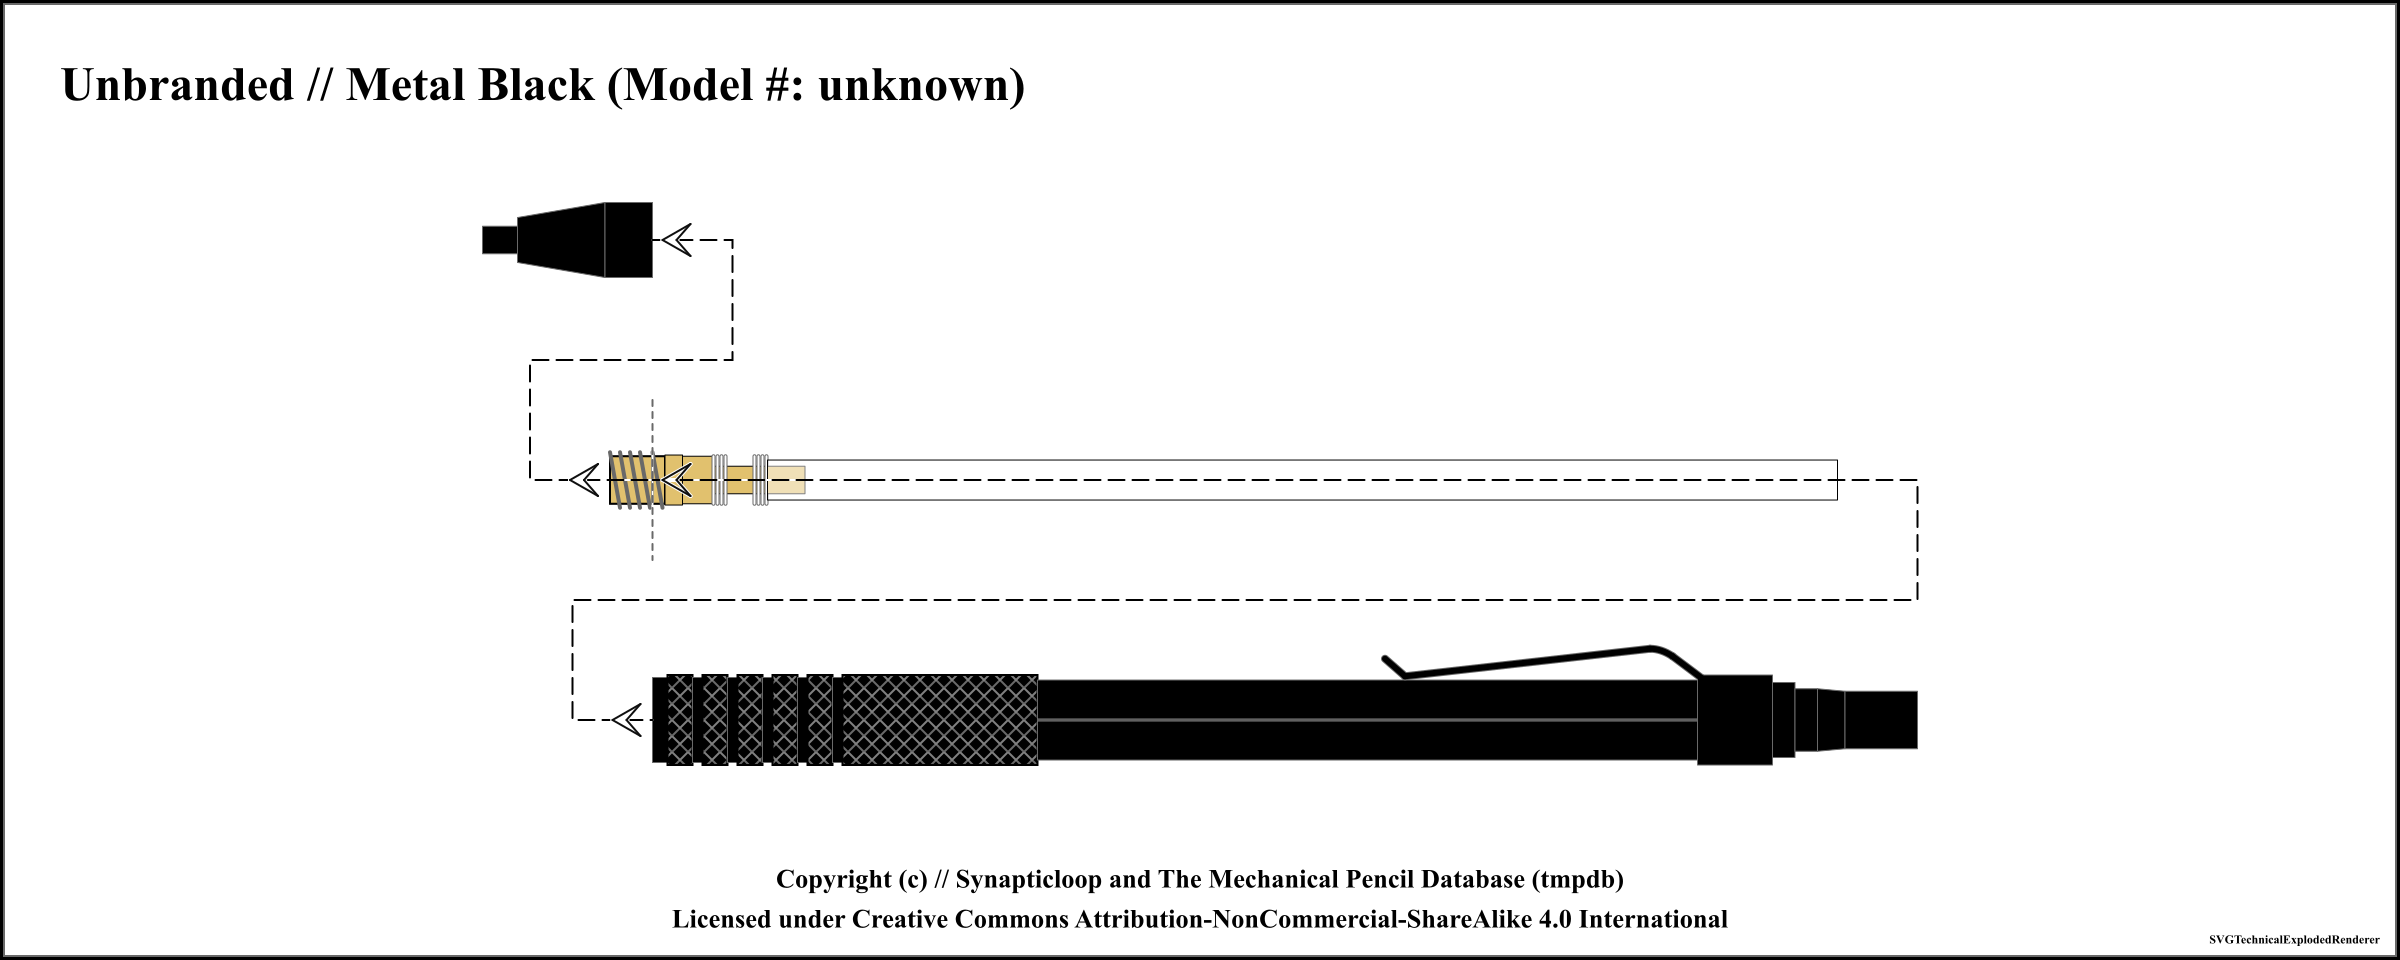 Unbranded // Metal Black (Model #: unknown)
Copyright (c) // Synapticloop and The Mechanical Pencil Database (tmpdb)
Licensed under Creative Commons Attribution-NonCommercial-ShareAlike 4.0 International
SVGTechnicalExplodedRenderer